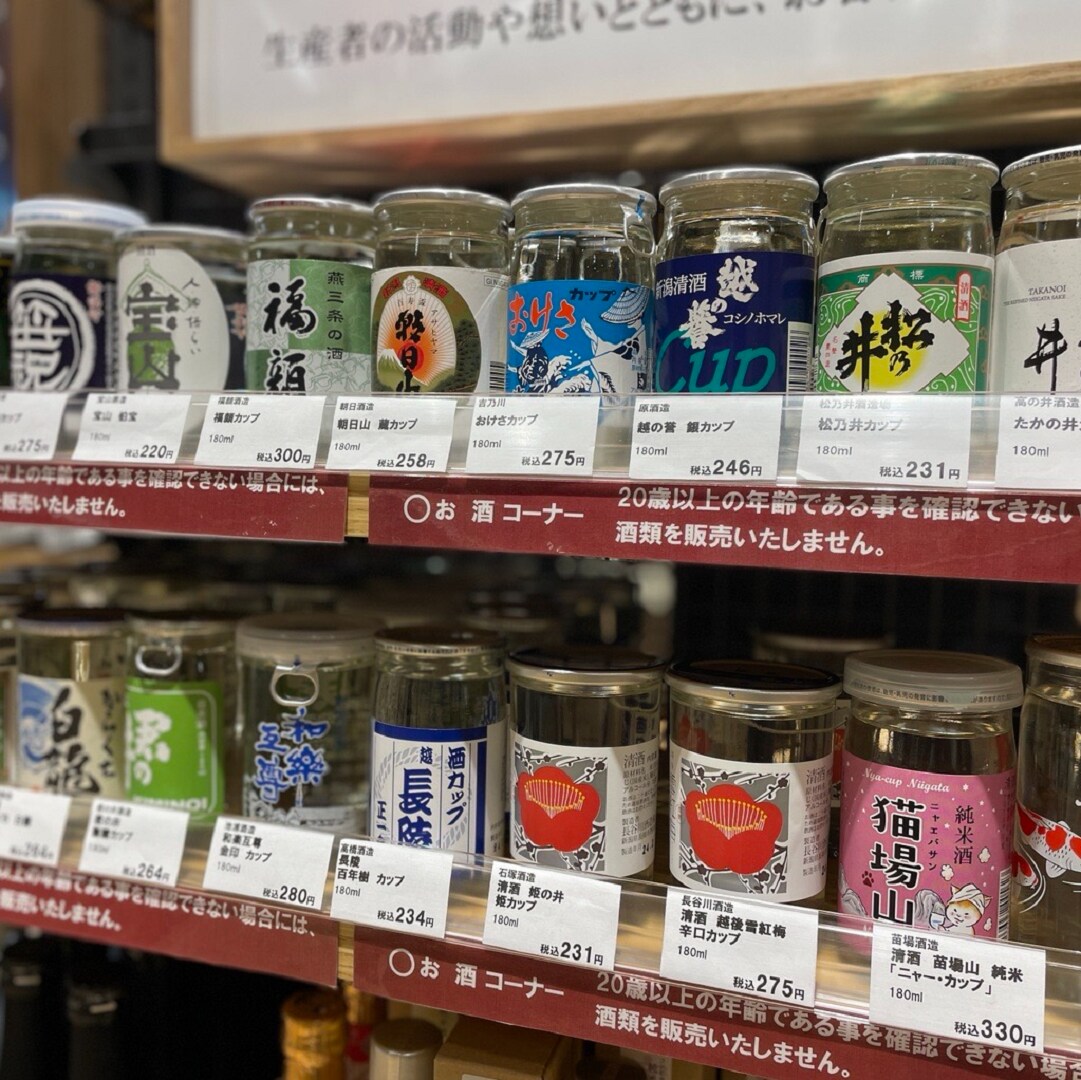 生産者の活動や想いとともに、お
燕三条の酒
福
朝日山
カップ
おけさ
新潟清酒
越の誉
コシノホマレ
Cup
商標
清酒
松乃井
TAKANOI
井
カップ
税込275円
宝山酒造
宝山 蛆宝
180ml
税込220円
福顔酒造
福顔カップ
180ml
税込300円
朝日酒造
朝日山 藏カップ
180ml
税込258円
吉乃川
おけさカップ
180ml
税込275円
原酒造
越の誉 銀カップ
180ml
税込246円
松乃井酒造場
松乃井カップ
180ml
税込231円
高の井酒造
たかの井
180ml
以上の年齢である事を確認できない場合には、
販売いたしません。
○お酒コーナー
20歳以上の年齢である事を確認できない
酒類を販売いたしません。
白龍
和楽互尊
酒カップ
越
長陵
清酒
清酒
Nya-cup Niigata
ニャエバサン
純米酒
猫場山
税込264円
税込264円
和楽互尊
金印 カップ
180ml
税込280円
高橋酒造
長陵
百年樹 カップ
180ml
税込234円
石塚酒造
清酒 姫の井
姫カップ
180ml
税込231円
長谷川酒造
清酒 越後雪紅梅
辛口カップ
180ml
税込275円
苗場酒造
清酒 苗場山 純米
「ニャー・カップ」
180ml
税込330円
以上の年齢である事を確認できない場合には、
いたしません。
○お酒コーナー
20歳以上の年齢である事を確認できない場合
酒類を販売いたしません。